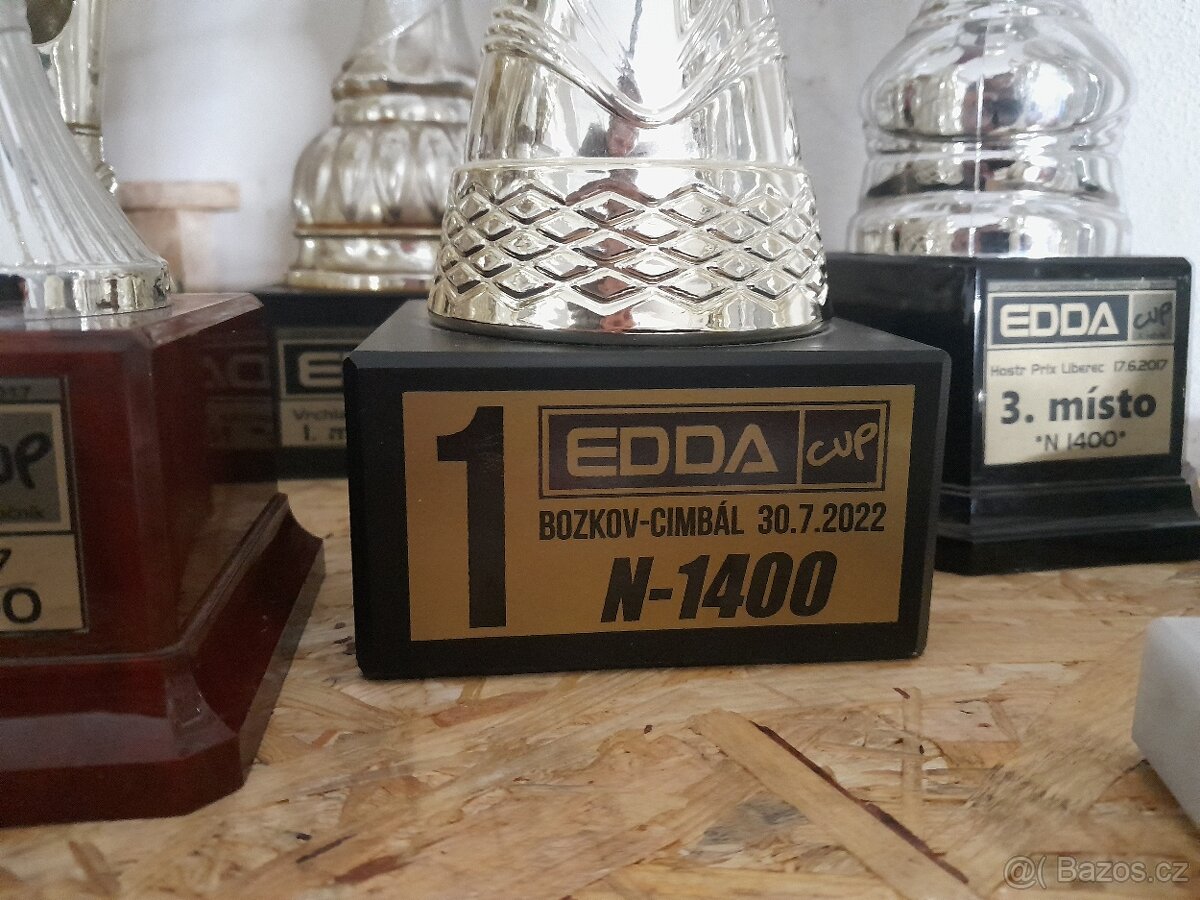 1
EDDA CUP
BOZKOV-CIMBÁL 30.7.2022
N-1400
EDDA CUP
Hostr Prix Liberec 17.6.2017
3. místo
"N 1400"
@( Bazos.cz